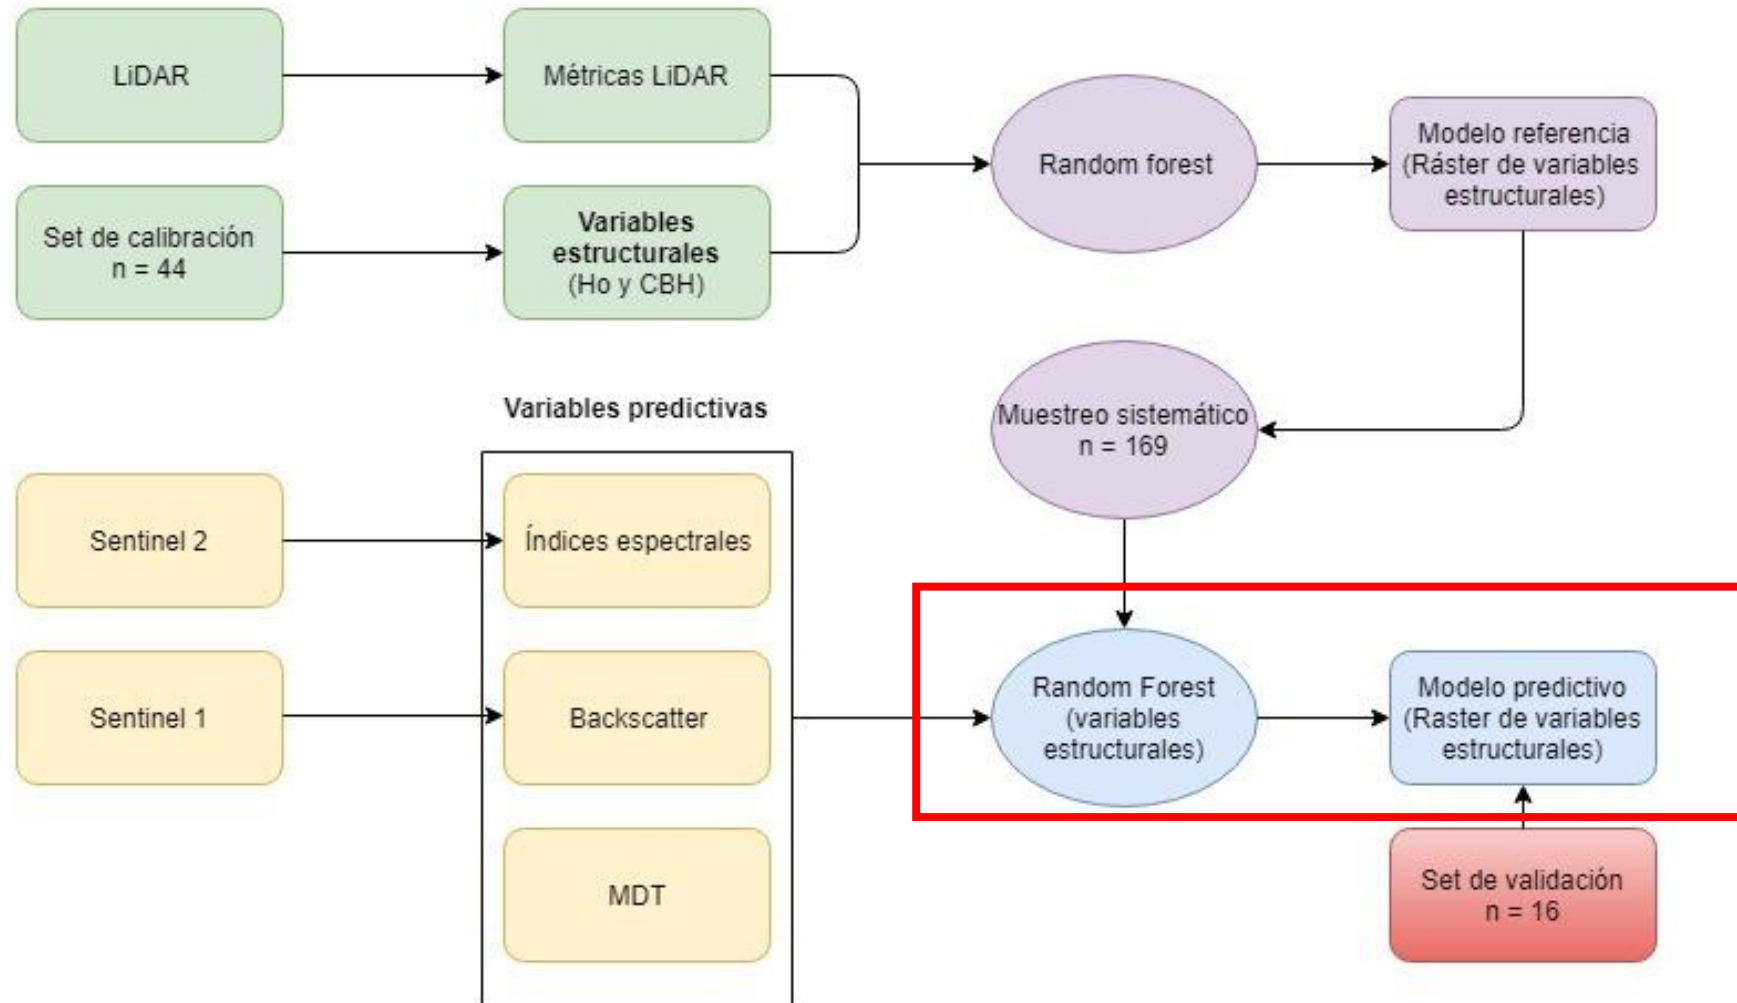 LiDAR
Métricas LiDAR
Random forest
Modelo referencia
(Ráster de variables
estructurales)
Set de calibración
n = 44
Variables
estructurales
(Ho y CBH)
Muestreo sistemático
n = 169
Variables predictivas
Sentinel 2
Índices espectrales
Sentinel 1
Backscatter
Random Forest
(variables
estructurales)
Modelo predictivo
(Raster de variables
estructurales)
MDT
Set de validación
n = 16